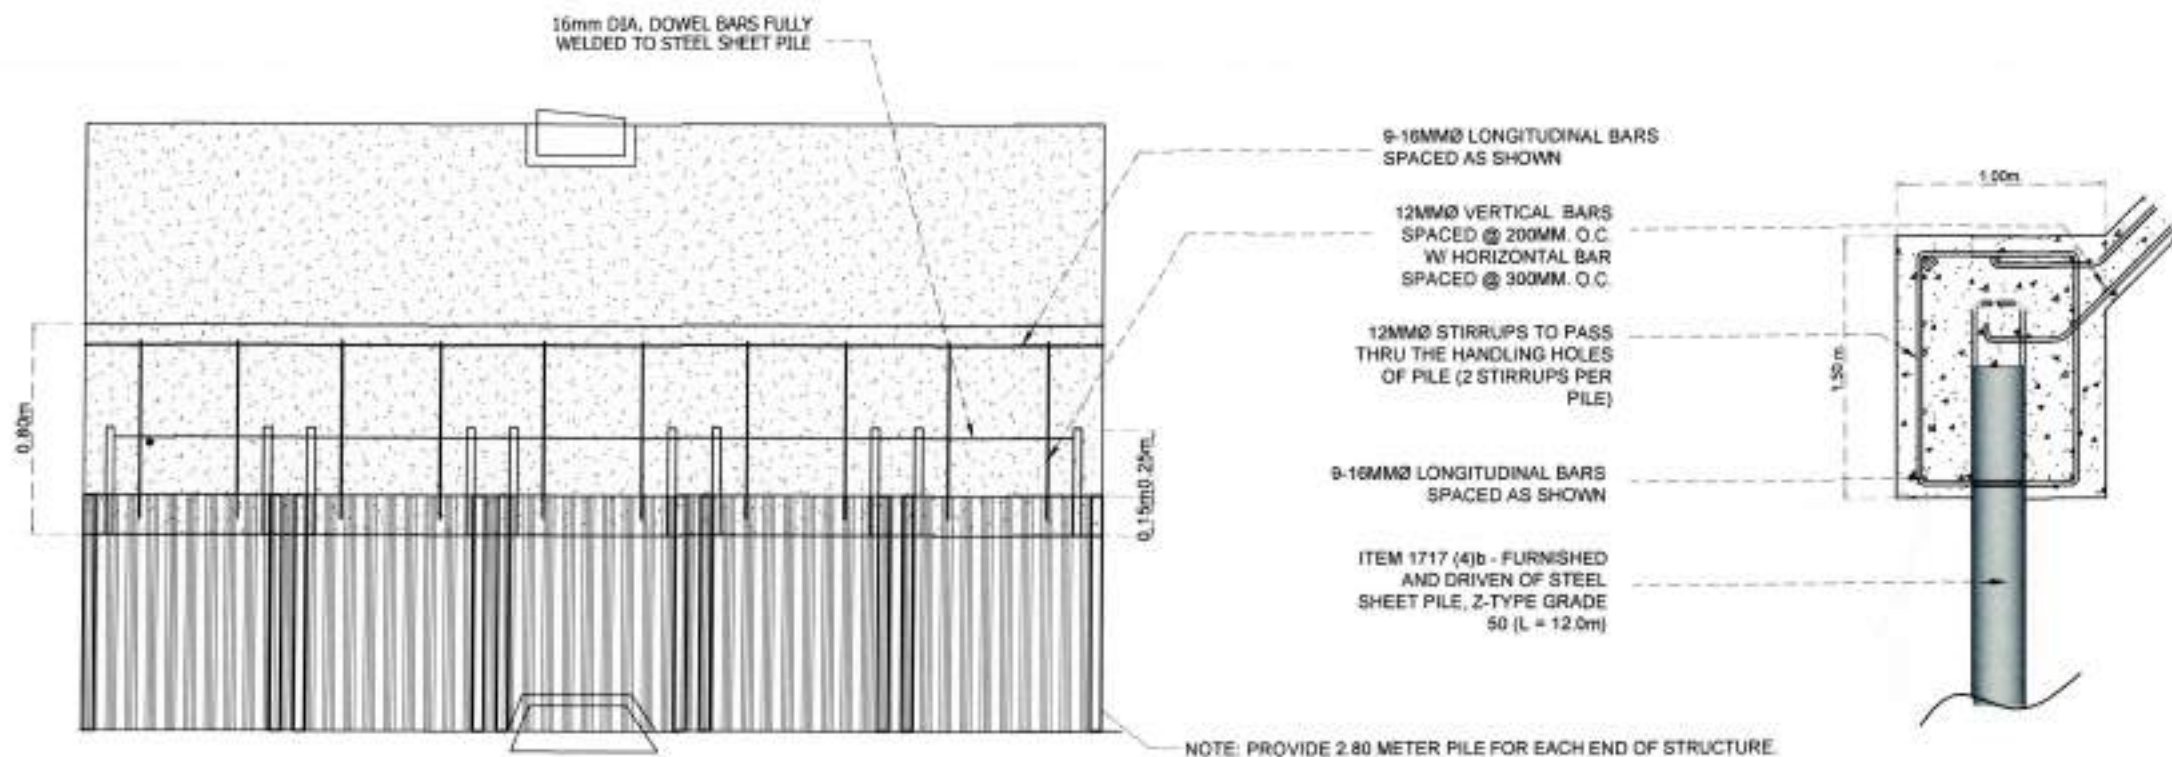 16mm DIA. DOWEL BARS FULLY
WELDED TO STEEL SHEET PILE
9-16MMØ LONGITUDINAL BARS
SPACED AS SHOWN
12MMØ VERTICAL BARS
SPACED @ 200MM. O.C.
W/ HORIZONTAL BAR
SPACED @ 300MM. O.C.
12MMØ STIRRUPS TO PASS
THRU THE HANDLING HOLES
OF PILE (2 STIRRUPS PER
PILE)
9-16MMØ LONGITUDINAL BARS
SPACED AS SHOWN
ITEM 1717 (4)b - FURNISHED
AND DRIVEN OF STEEL
SHEET PILE, Z-TYPE GRADE
50 (L = 12.0m)
NOTE: PROVIDE 2.80 METER PILE FOR EACH END OF STRUCTURE.
0.80m
0.15m
0.25m
1.00m
1.50 m